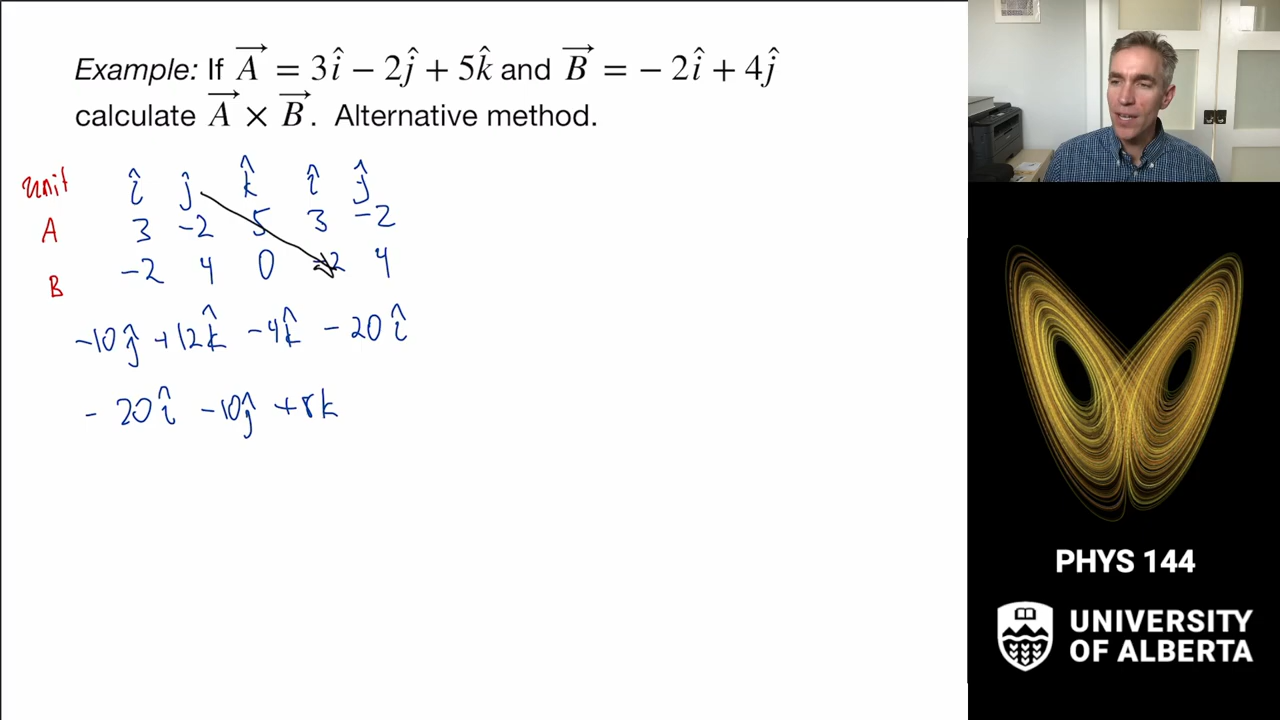 Example: If A⃗ = 3î − 2ĵ + 5k̂ and B⃗ = − 2î + 4ĵ
calculate A⃗ × B⃗. Alternative method.
unit î ĵ k̂ î ĵ
A 3 -2 5 3 -2
B -2 4 0 -2 4
-10ĵ +12k̂ -4k̂ - 20î
- 20î -10ĵ +8k
PHYS 144
UNIVERSITY
OF ALBERTA